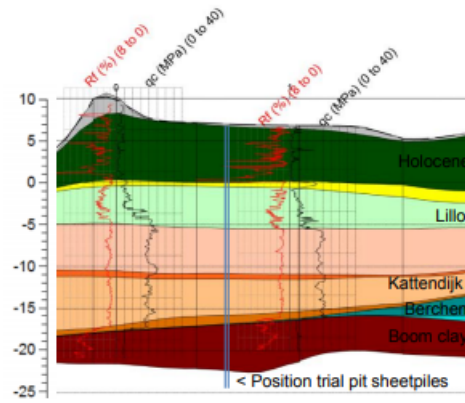 Rf (%) (8 to 0)
0
qc (MPa) (0 to 40)
Rf (%) (8 to 0)
qc (MPa) (0 to 40)
10
5
Holocene
0
Lillo
-5
-10
Kattendijk
-15
Berchem
Boom clay
-20
< Position trial pit sheetpiles
-25